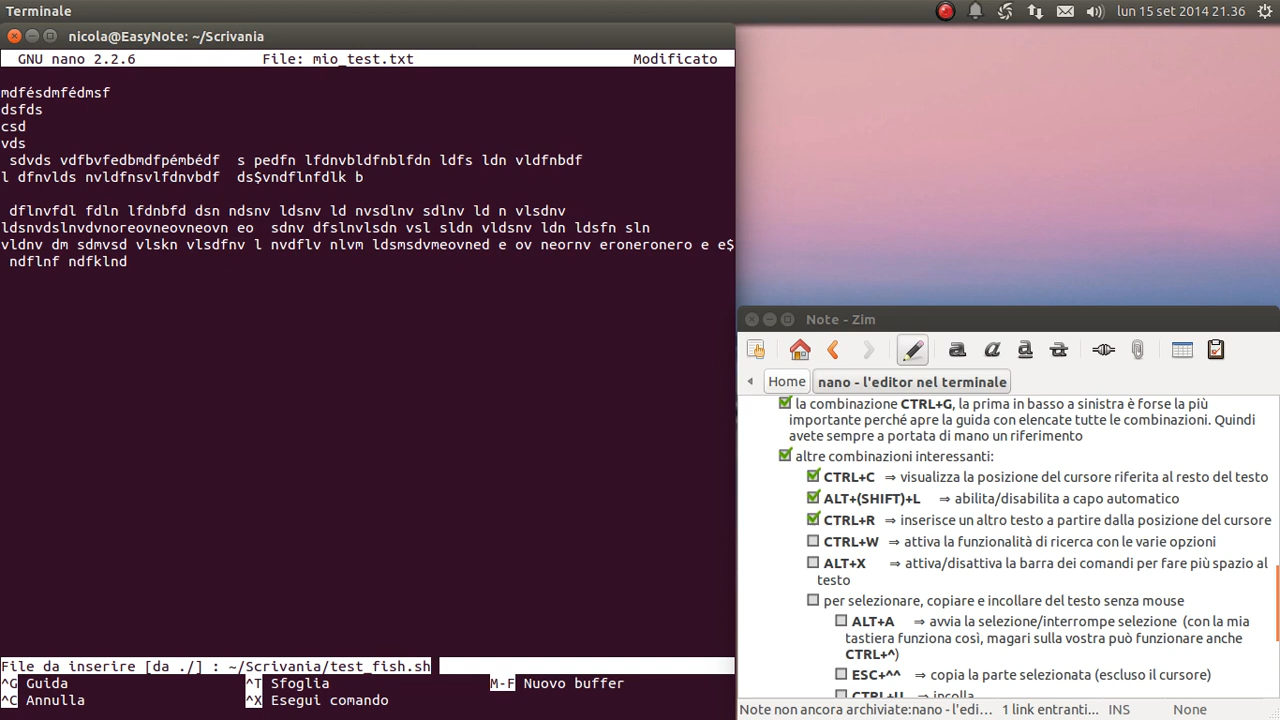 Terminale
lun 15 set 2014 21.36
nicola@EasyNote: ~/Scrivania
GNU nano 2.2.6 File: mio_test.txt Modificato
mdfésdmfédmsf
dsfds
csd
vds
sdvds vdfbvfedbmdfpémbédf s pedfn lfdnvbldfnblfdn ldfs ldn vldfnbdf
l dfnvlds nvldfnsvlfdnvbdf ds$vndflnfdlk b
dflnvfdl fdln lfdnbfd dsn ndsnv ldsnv ld nvsdlnv sdlnv ld n vlsdnv
ldsnvdslnvdvnoreovneovneovn eo sdnv dfslnvlsdn vsl sldn vldsnv ldn ldsfn sln
vldnv dm sdmvsd vlskn vlsdfnv l nvdflv nlvm ldsmsdvmeovned e ov neornv eroneronero e e$
ndflnf ndfklnd
File da inserire [da ./] : ~/Scrivania/test_fish.sh
^G Guida ^T Sfoglia M-F Nuovo buffer
^C Annulla ^X Esegui comando
Note - Zim
Home nano - l'editor nel terminale
la combinazione CTRL+G, la prima in basso a sinistra è forse la più
importante perché apre la guida con elencate tutte le combinazioni. Quindi
avete sempre a portata di mano un riferimento
altre combinazioni interessanti:
CTRL+C ⇒ visualizza la posizione del cursore riferita al resto del testo
ALT+(SHIFT)+L ⇒ abilita/disabilita a capo automatico
CTRL+R ⇒ inserisce un altro testo a partire dalla posizione del cursore
CTRL+W ⇒ attiva la funzionalità di ricerca con le varie opzioni
ALT+X ⇒ attiva/disattiva la barra dei comandi per fare più spazio al
testo
per selezionare, copiare e incollare del testo senza mouse
ALT+A ⇒ avvia la selezione/interrompe selezione (con la mia
tastiera funziona così, magari sulla vostra può funzionare anche
CTRL+^)
ESC+^^ ⇒ copia la parte selezionata (escluso il cursore)
CTRL+U ⇒ incolla
Note non ancora archiviate:nano - l'edi... 1 link entranti... INS None